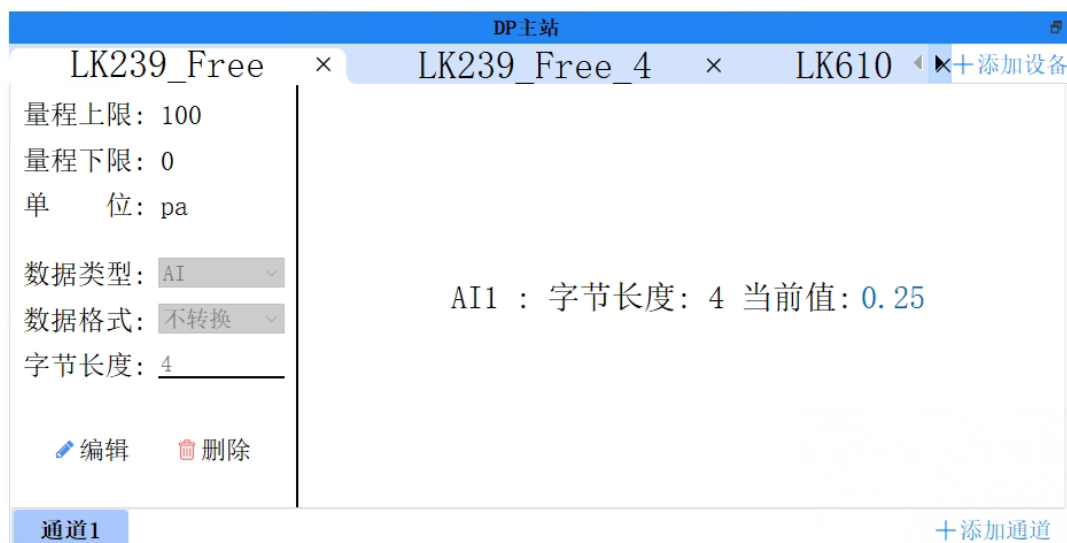 DP主站
LK239_Free × LK239_Free_4 × LK610 +添加设备
量程上限: 100
量程下限: 0
单 位: pa
数据类型: AI
AI1 : 字节长度: 4 当前值: 0.25
数据格式: 不转换
字节长度: 4
编辑 删除
通道1 +添加通道